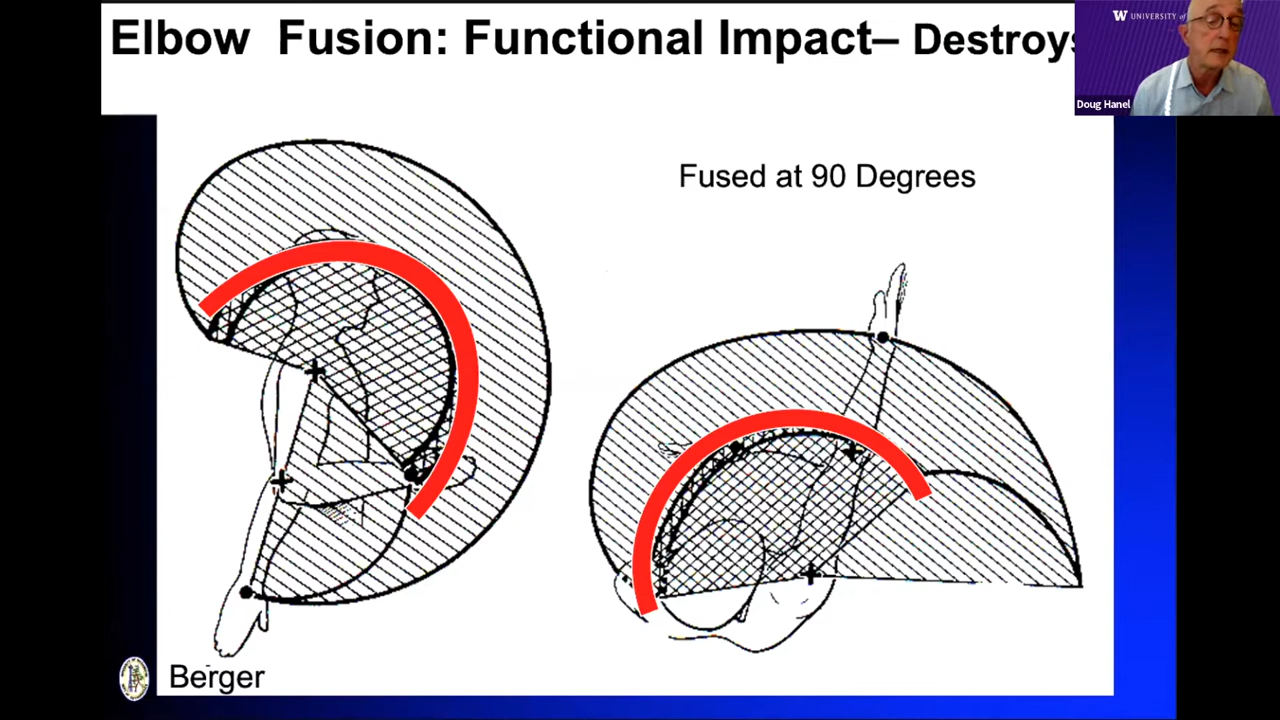 Elbow Fusion: Functional Impact– Destroys
UNIVERSITY of
Doug Hanel
Fused at 90 Degrees
Berger